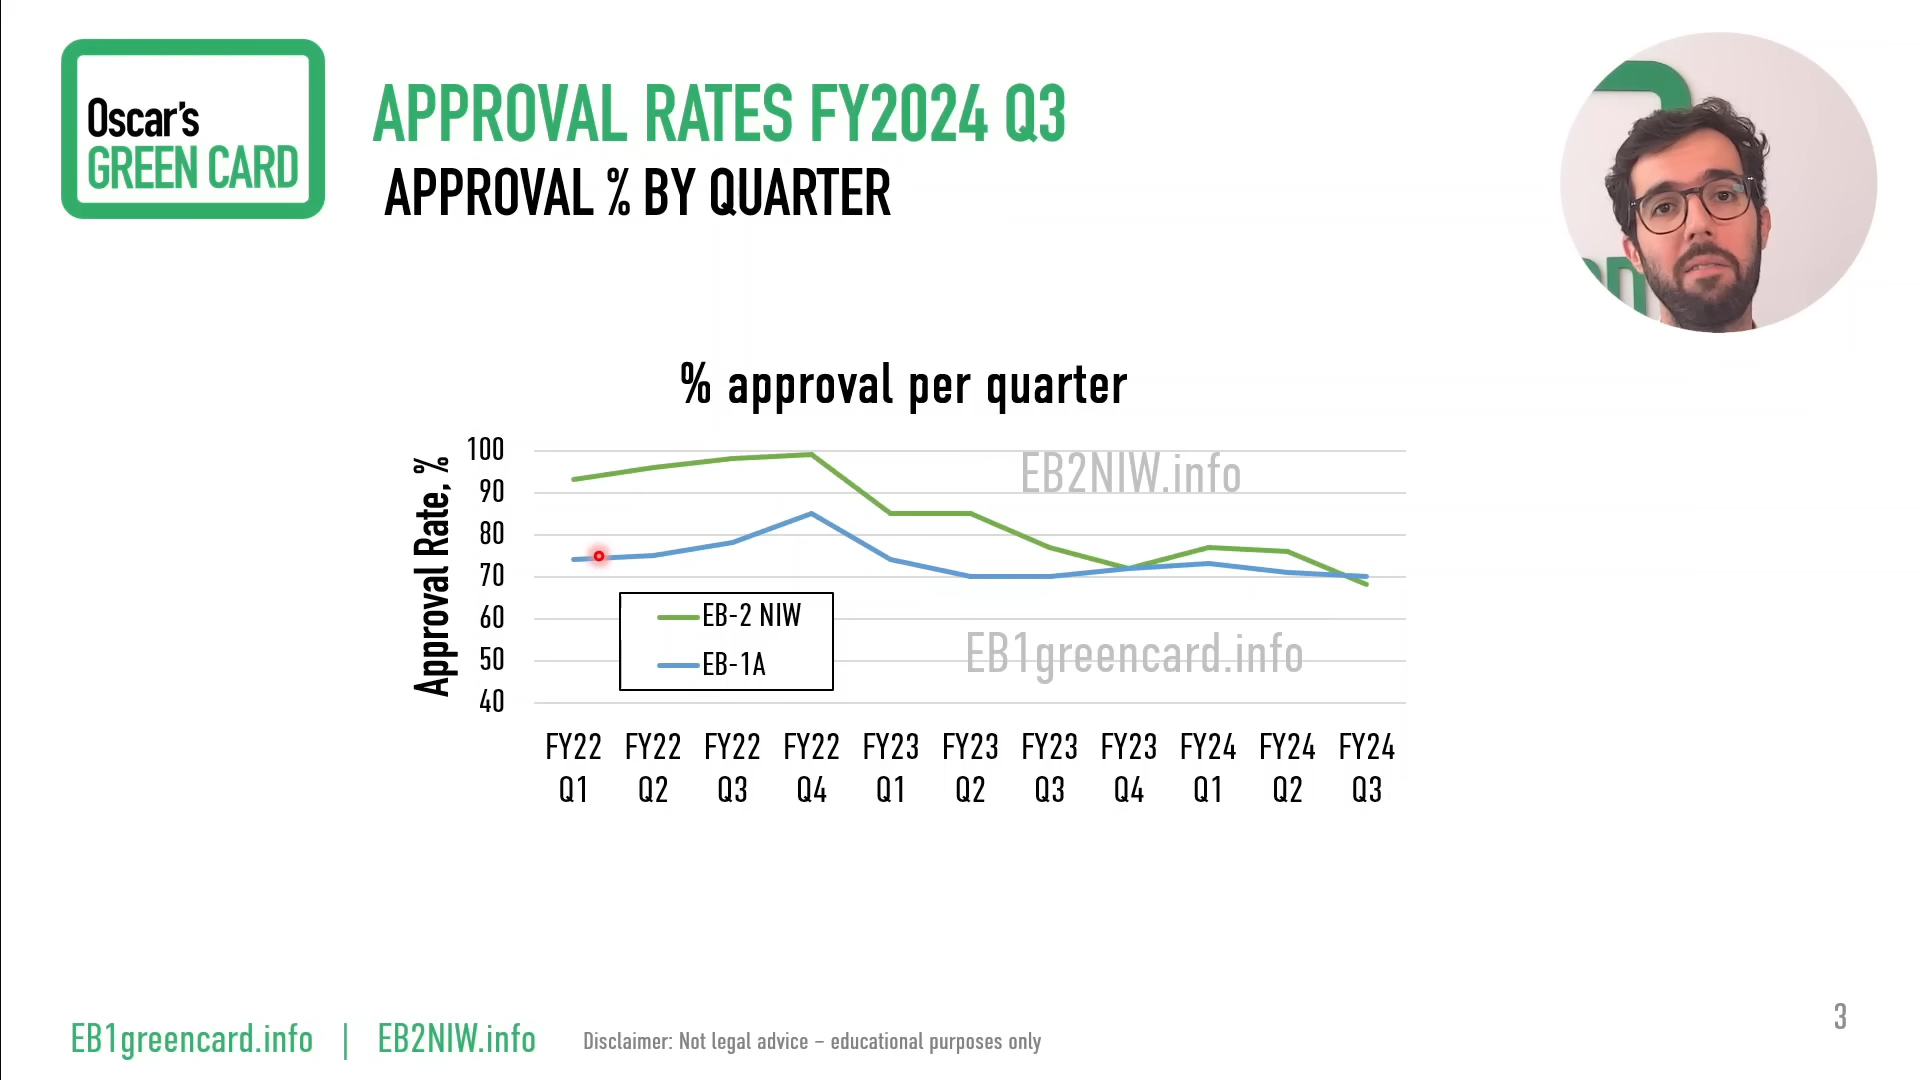 Oscar's
GREEN CARD
APPROVAL RATES FY2024 Q3
APPROVAL % BY QUARTER
% approval per quarter
Approval Rate, %
100
90
80
70
60
50
40
EB2NIW.info
EB-2 NIW
EB-1A
EB1greencard.info
FY22 FY22 FY22 FY22 FY23 FY23 FY23 FY23 FY24 FY24 FY24
Q1 Q2 Q3 Q4 Q1 Q2 Q3 Q4 Q1 Q2 Q3
EB1greencard.info | EB2NIW.info
Disclaimer: Not legal advice – educational purposes only
3